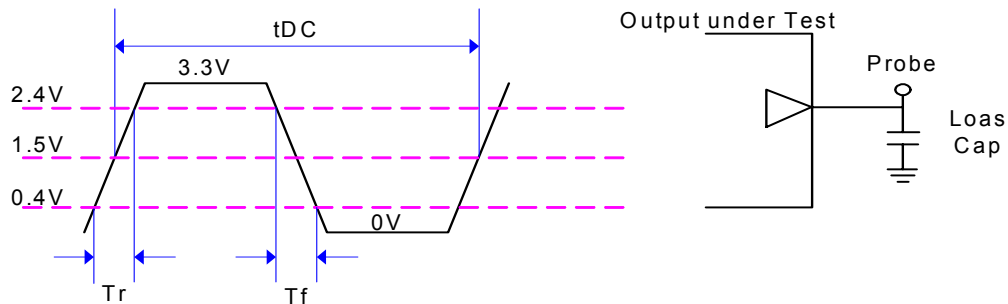 tDC
3.3V
2.4V
1.5V
0.4V
0V
Tr
Tf
Output under Test
Probe
Loas
Cap